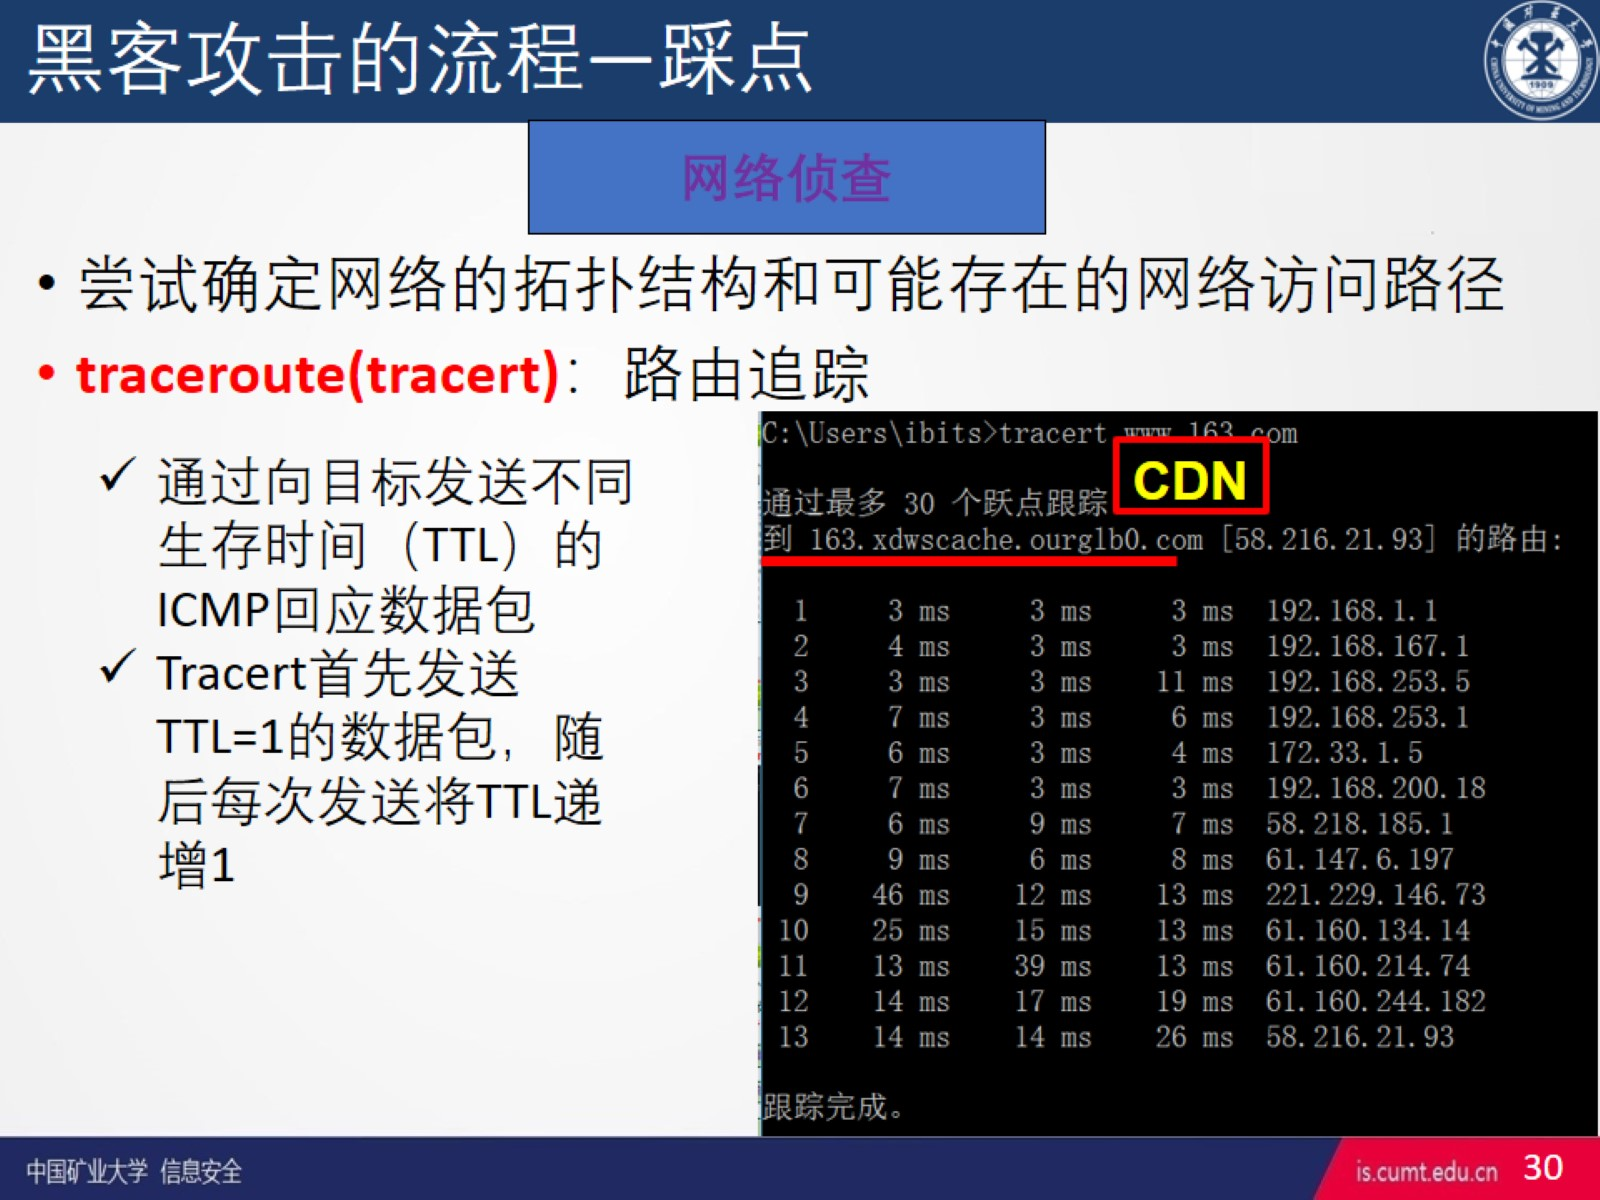 黑客攻击的流程—踩点
网络侦查
• 尝试确定网络的拓扑结构和可能存在的网络访问路径
• traceroute(tracert)：路由追踪
✓ 通过向目标发送不同
生存时间（TTL）的
ICMP回应数据包
✓ Tracert首先发送
TTL=1的数据包，随
后每次发送将TTL递
增1
C:\Users\ibits>tracert www.163.com
CDN
通过最多 30 个跃点跟踪
到 163.xdwscache.ourglb0.com [58.216.21.93] 的路由:
1 3 ms 3 ms 3 ms 192.168.1.1
2 4 ms 3 ms 3 ms 192.168.167.1
3 3 ms 3 ms 11 ms 192.168.253.5
4 7 ms 3 ms 6 ms 192.168.253.1
5 6 ms 3 ms 4 ms 172.33.1.5
6 7 ms 3 ms 3 ms 192.168.200.18
7 6 ms 9 ms 7 ms 58.218.185.1
8 9 ms 6 ms 8 ms 61.147.6.197
9 46 ms 12 ms 13 ms 221.229.146.73
10 25 ms 15 ms 13 ms 61.160.134.14
11 13 ms 39 ms 13 ms 61.160.214.74
12 14 ms 17 ms 19 ms 61.160.244.182
13 14 ms 14 ms 26 ms 58.216.21.93
跟踪完成。
中国矿业大学 信息安全
is.cumt.edu.cn 30
CHINA UNIVERSITY OF MINING AND TECHNOLOGY
1909